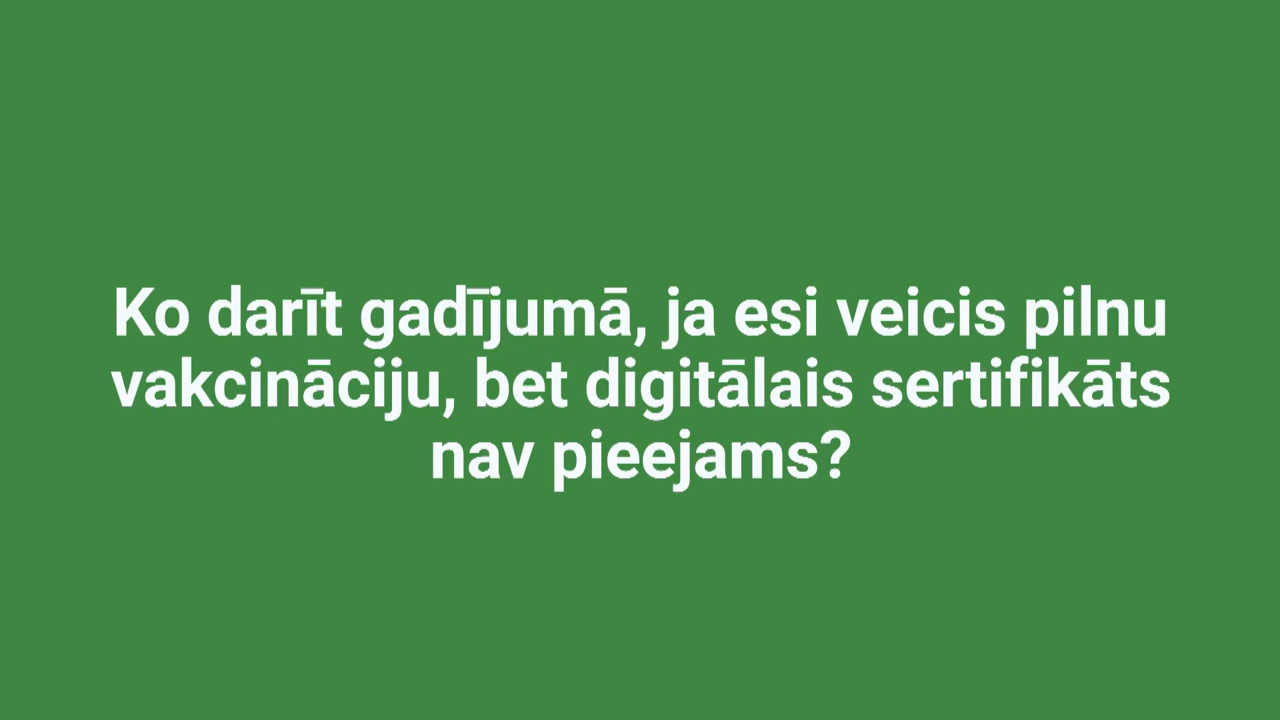 Ko darīt gadījumā, ja esi veicis pilnu
vakcināciju, bet digitālais sertifikāts
nav pieejams?